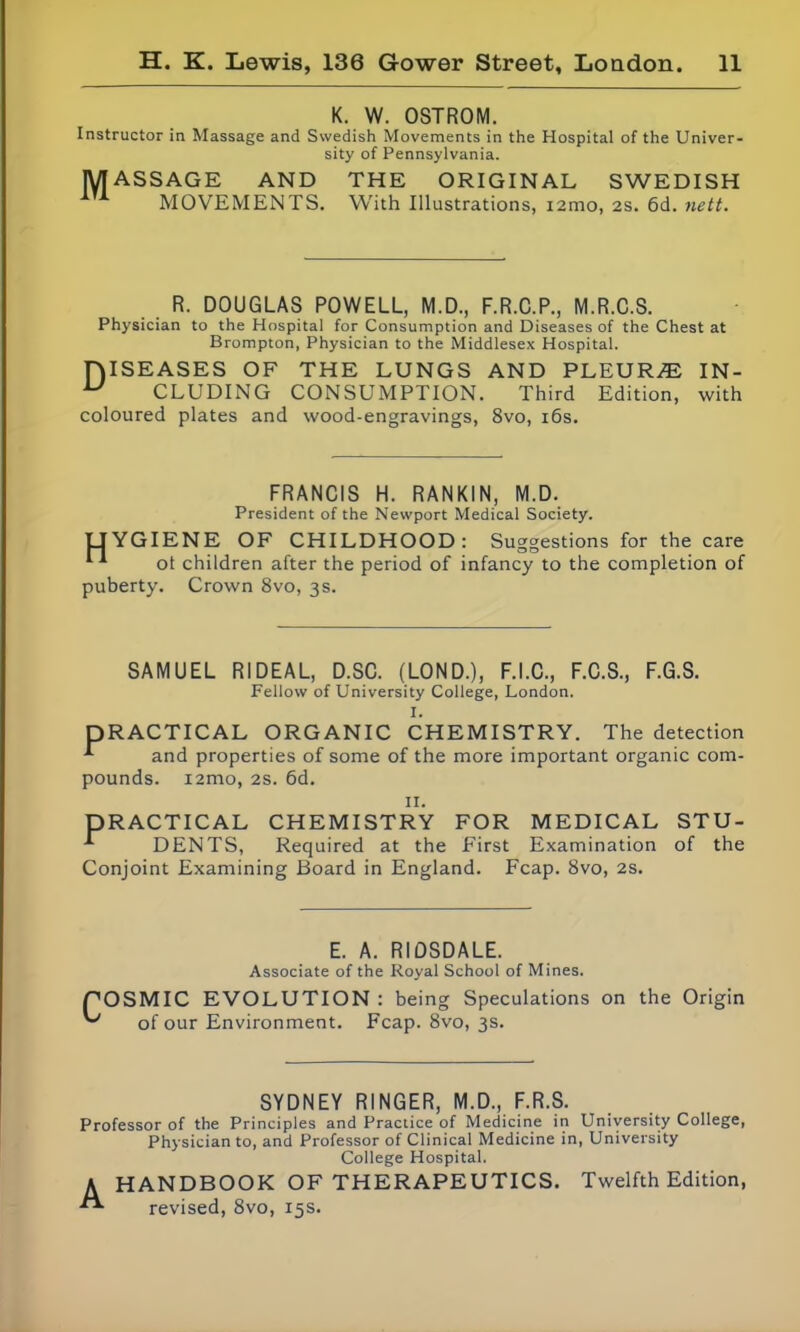 H. K. Lewis, 136 Gower Street, London. 11
K. W. OSTROM.
Instructor in Massage and Swedish Movements in the Hospital of the Univer-
sity of Pennsylvania.
MASSAGE AND THE ORIGINAL SWEDISH
MOVEMENTS. With Illustrations, 12mo, 2s. 6d. nett.
R. DOUGLAS POWELL, M.D., F.R.C.P., M.R.C.S.
Physician to the Hospital for Consumption and Diseases of the Chest at
Brompton, Physician to the Middlesex Hospital.
DISEASES OF THE LUNGS AND PLEURÆ IN-
CLUDING CONSUMPTION. Third Edition, with
coloured plates and wood-engravings, 8vo, 16s.
FRANCIS H. RANKIN, M.D.
President of the Newport Medical Society.
HYGIENE OF CHILDHOOD: Suggestions for the care
ot children after the period of infancy to the completion of
puberty. Crown 8vo, 3s.
SAMUEL RIDEAL, D.SC. (LOND.), F.I.C., F.C.S., F.G.S.
Fellow of University College, London.
I.
PRACTICAL ORGANIC CHEMISTRY. The detection
and properties of some of the more important organic com-
pounds. 12mo, 2s. 6d.
II.
PRACTICAL CHEMISTRY FOR MEDICAL STU-
DENTS, Required at the First Examination of the
Conjoint Examining Board in England. Fcap. 8vo, 2s.
E. A. RIDSDALE.
Associate of the Royal School of Mines.
COSMIC EVOLUTION : being Speculations on the Origin
of our Environment. Fcap. 8vo, 3s.
SYDNEY RINGER, M.D., F.R.S.
Professor of the Principles and Practice of Medicine in University College,
Physician to, and Professor of Clinical Medicine in, University
College Hospital.
A HANDBOOK OF THERAPEUTICS. Twelfth Edition,
revised, 8vo, 15s.